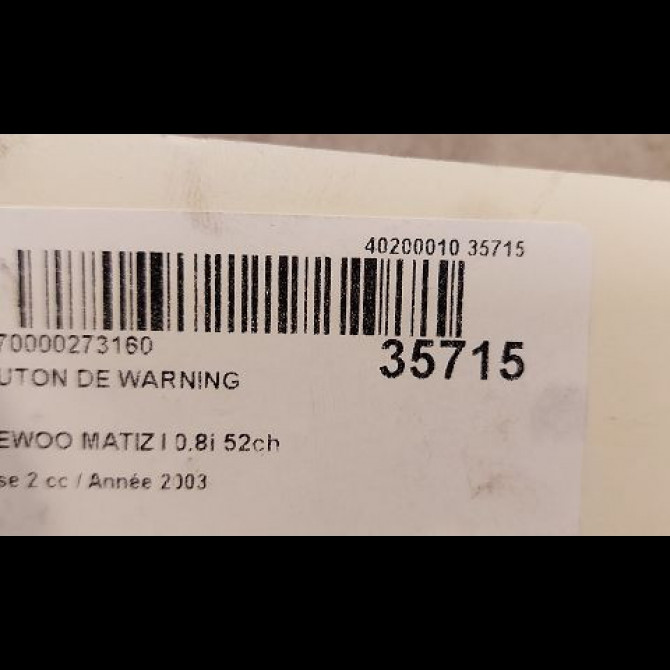 40200010 35715
70000273160
35715
UTON DE WARNING
EWOO MATIZ I 0.8i 52ch
se 2 cc / Année 2003